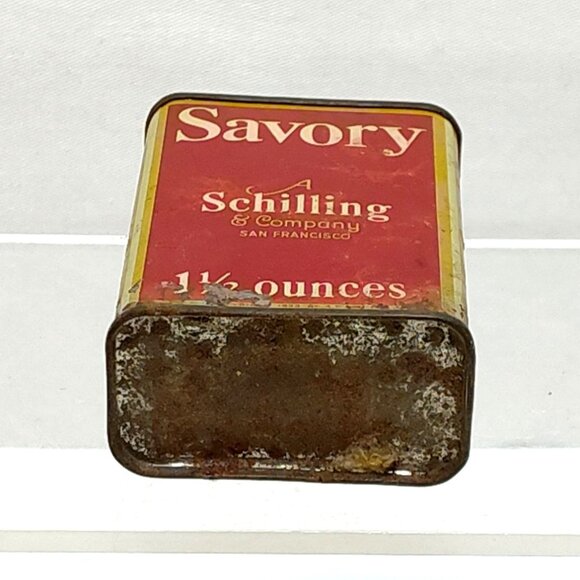 Savory
A
Schilling
& Company
SAN FRANCISCO
1½ ounces